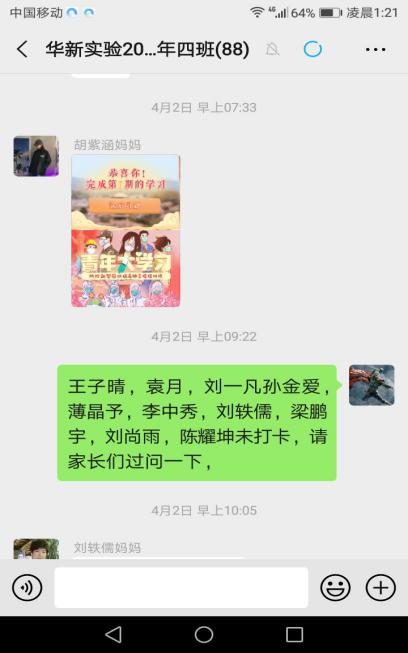 中国移动
64%
凌晨1:21
华新实验20...年四班(88)
4月2日 早上07:33
胡紫涵妈妈
恭喜你!
完成第 期的学习
青年大学习
4月2日 早上09:22
王子晴，袁月，刘一凡孙金爱，
薄晶予，李中秀，刘轶儒，梁鹏
宇，刘尚雨，陈耀坤未打卡，请
家长们过问一下，
4月2日 早上10:05
刘轶儒妈妈